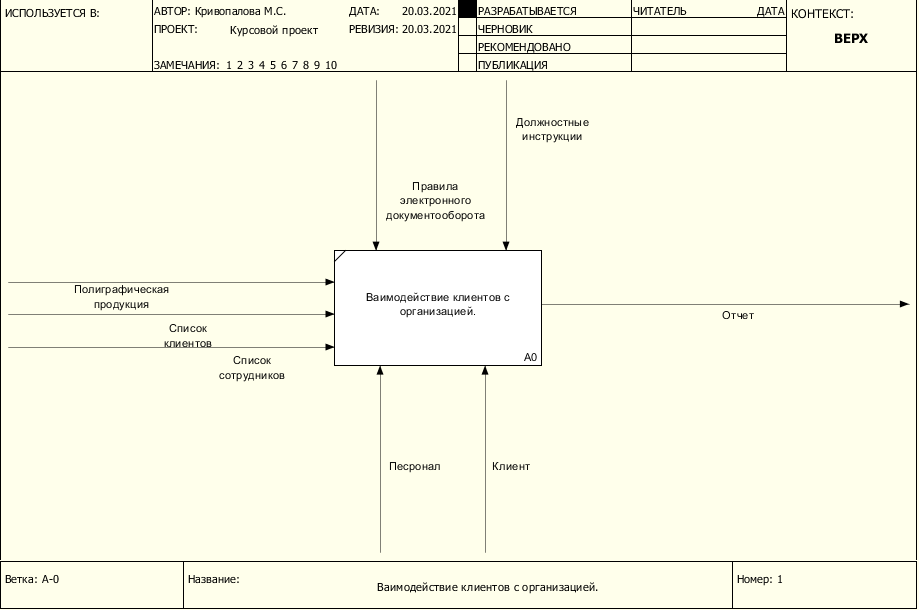 ИСПОЛЬЗУЕТСЯ В:
АВТОР: Кривопалова М.С.
ДАТА: 20.03.2021
РАЗРАБАТЫВАЕТСЯ
ЧИТАТЕЛЬ
ДАТА
КОНТЕКСТ:
ПРОЕКТ: Курсовой проект
РЕВИЗИЯ: 20.03.2021
ЧЕРНОВИК
ВЕРХ
РЕКОМЕНДОВАНО
ЗАМЕЧАНИЯ: 1 2 3 4 5 6 7 8 9 10
ПУБЛИКАЦИЯ
Должностные
инструкции
Правила
электронного
документооборота
Полиграфическая
продукция
Список
клиентов
Список
сотрудников
Ваимодействие клиентов с
организацией.
A0
Отчет
Песронал
Клиент
Ветка: A-0
Название:
Ваимодействие клиентов с организацией.
Номер: 1